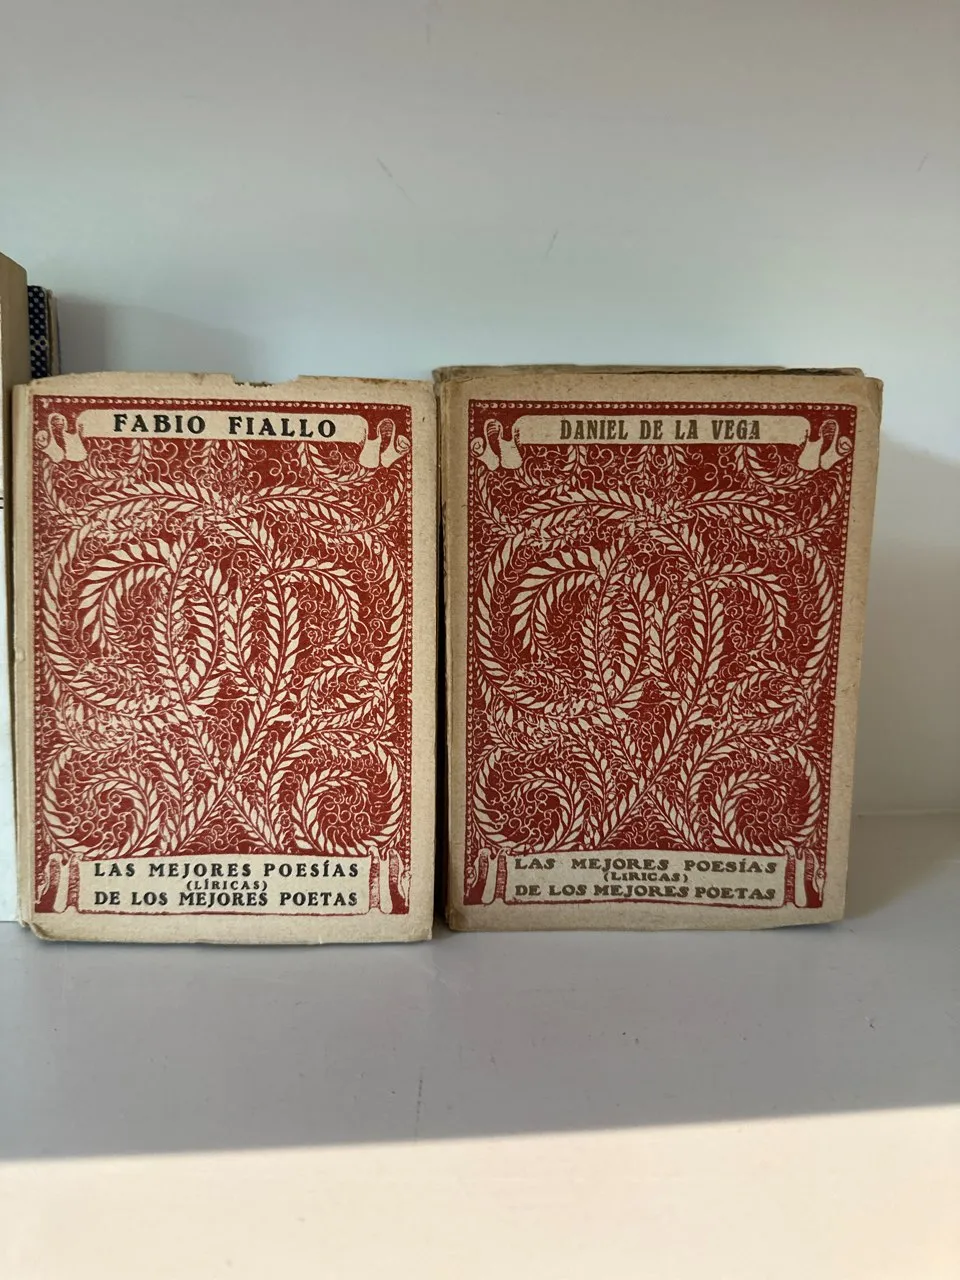 FABIO FIALLO
LAS MEJORES POESÍAS
(LÍRICAS)
DE LOS MEJORES POETAS
DANIEL DE LA VEGA
LAS MEJORES POESÍAS
(LIRICAS)
DE LOS MEJORES POETAS